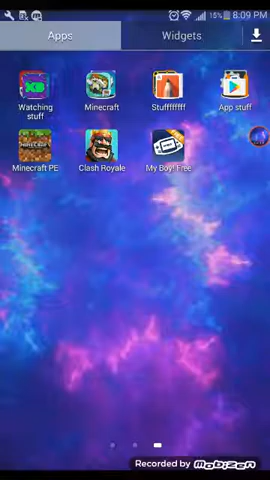 15% 8:09 PM
Apps
Widgets
Watching stuff
Minecraft
Stufffffffff
App stuff
Minecraft PE
Clash Royale
My Boy! Free
Recorded by MOBIZEN